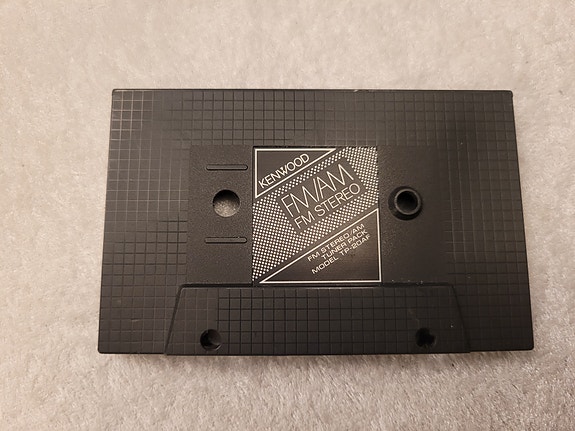 KENWOOD
FM/AM
FM STEREO
FM STEREO/AM
TUNER PACK
MODEL TP-20AF